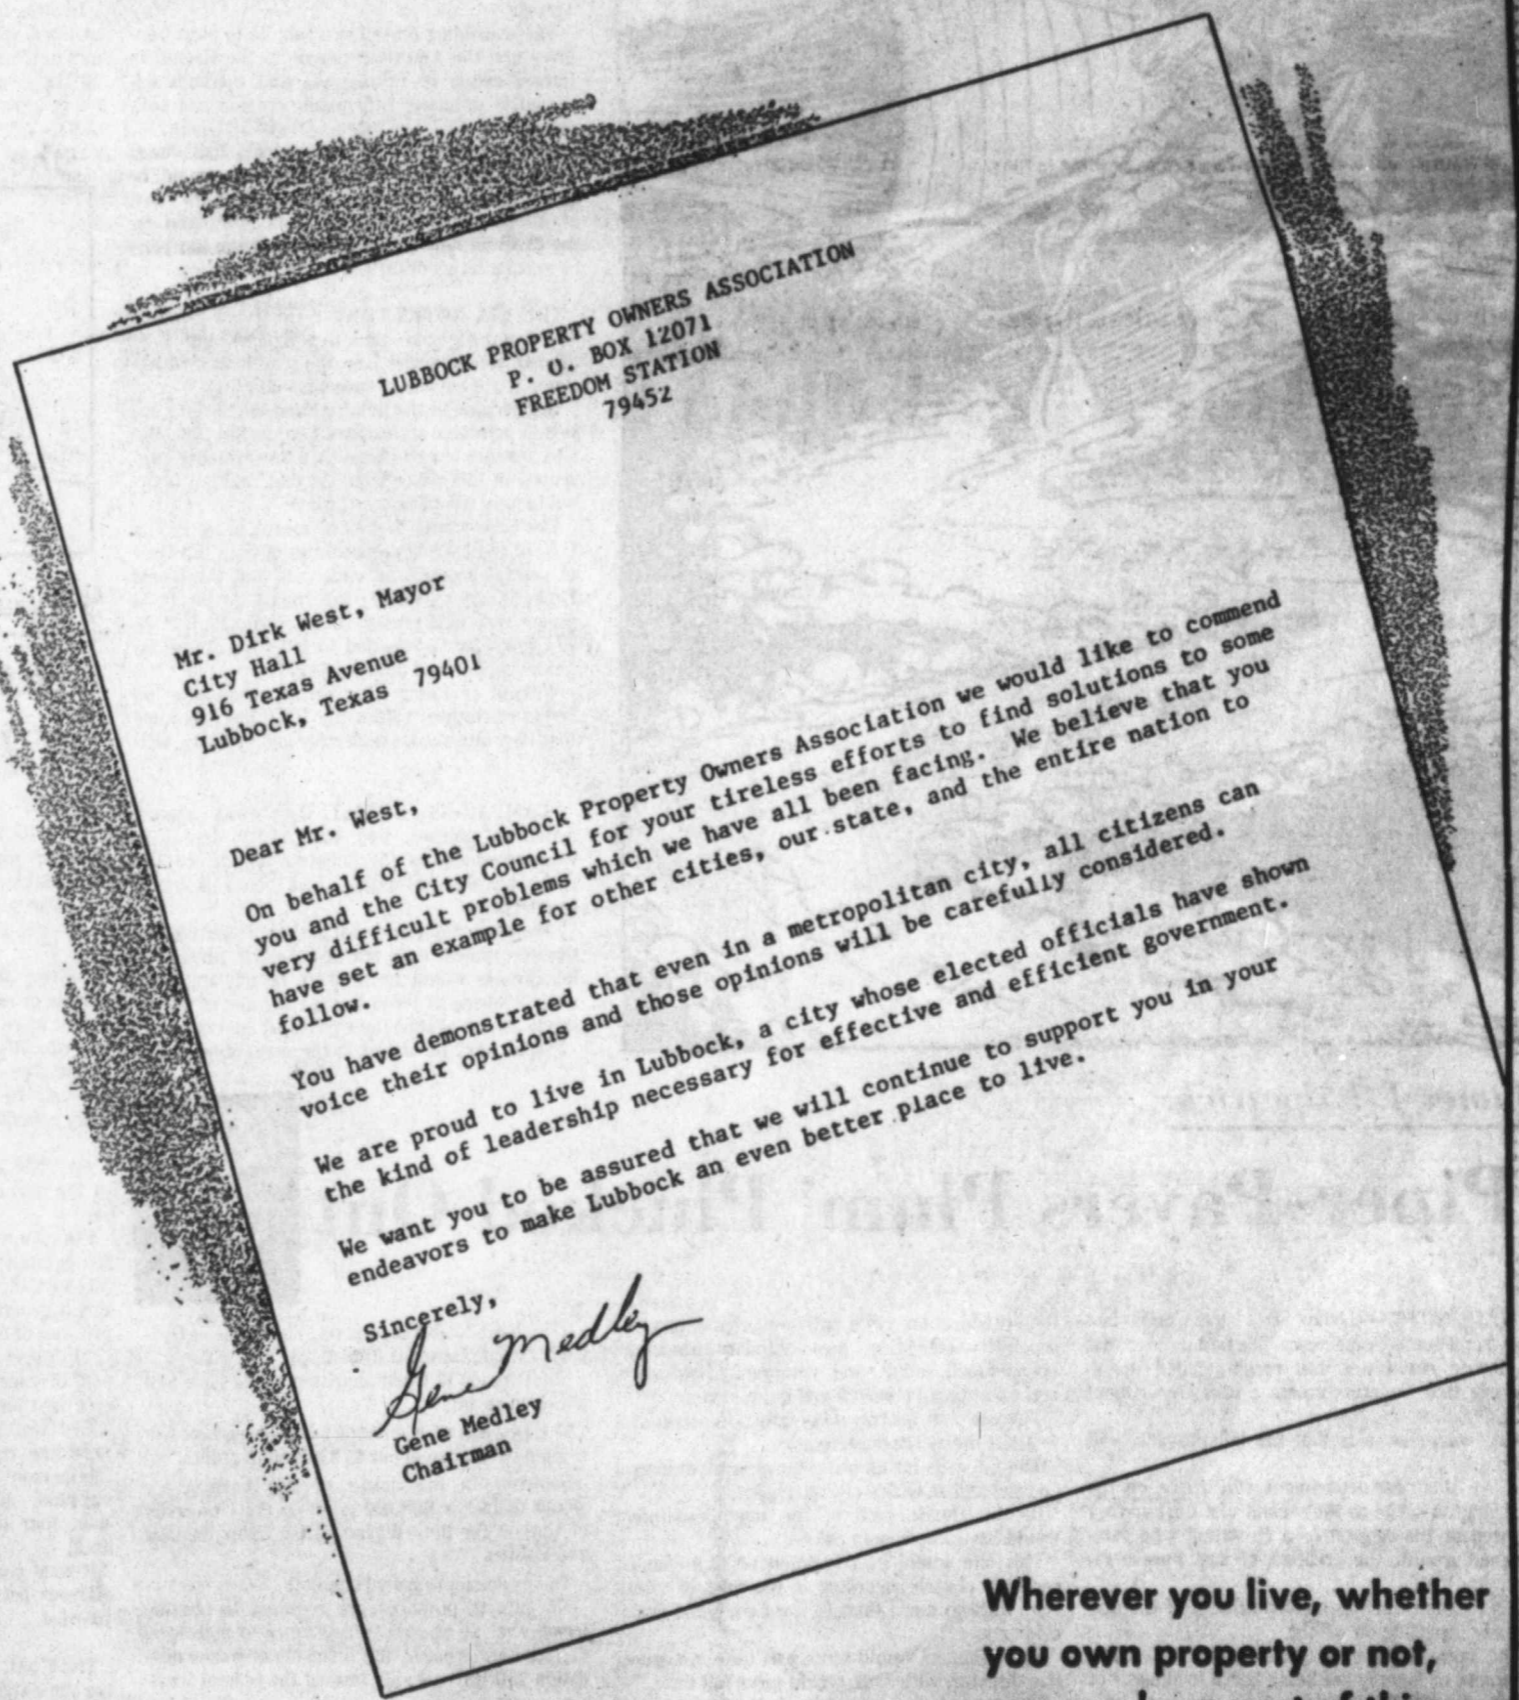 LUBBOCK PROPERTY OWNERS ASSOCIATION
P. O. BOX 12071
FREEDOM STATION
79452
Mr. Dirk West, Mayor
City Hall
916 Texas Avenue
Lubbock, Texas 79401
Dear Mr. West,
On behalf of the Lubbock Property Owners Association we would like to commend
you and the City Council for your tireless efforts to find solutions to some
very difficult problems which we have all been facing. We believe that you
have set an example for other cities, our state, and the entire nation to
follow.
You have demonstrated that even in a metropolitan city, all citizens can
voice their opinions and those opinions will be carefully considered.
We are proud to live in Lubbock, a city whose elected officials have shown
the kind of leadership necessary for effective and efficient government.
We want you to be assured that we will continue to support you in your
endeavors to make Lubbock an even better place to live.
Sincerely,
Gene Medley
Gene Medley
Chairman
Wherever you live, whether
you own property or not,